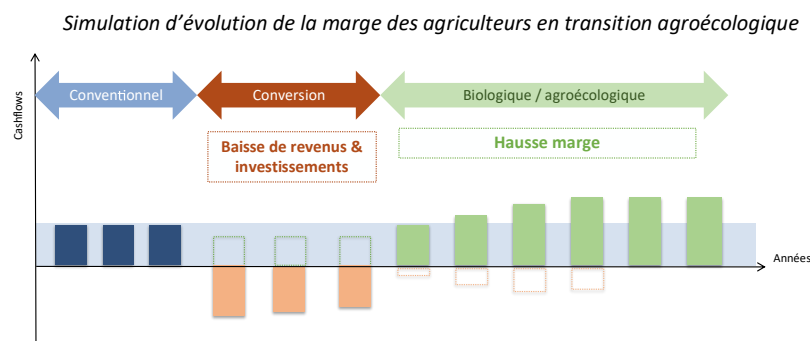 Simulation d’évolution de la marge des agriculteurs en transition agroécologique
Cashflows
Conventionnel
Conversion
Biologique / agroécologique
Baisse de revenus &
investissements
Hausse marge
Années